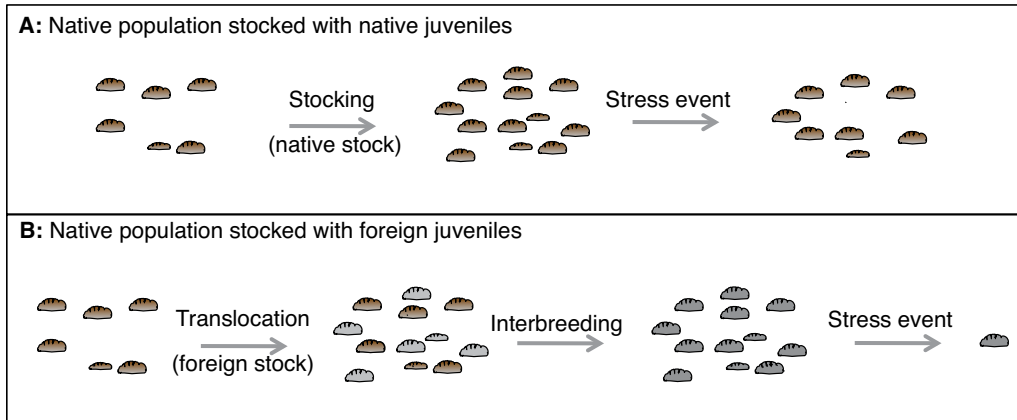 A: Native population stocked with native juveniles
Stocking
(native stock)
Stress event
B: Native population stocked with foreign juveniles
Translocation
(foreign stock)
Interbreeding
Stress event